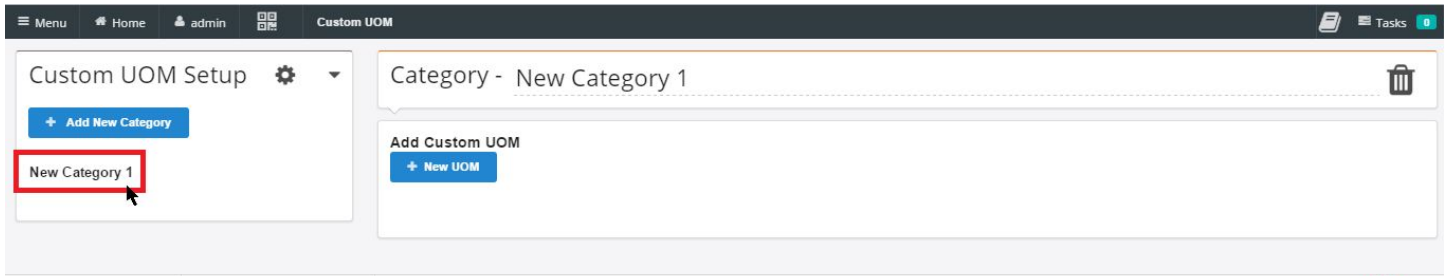 Menu Home admin Custom UOM Tasks 0
Custom UOM Setup
+ Add New Category
New Category 1
Category - New Category 1
Add Custom UOM
+ New UOM